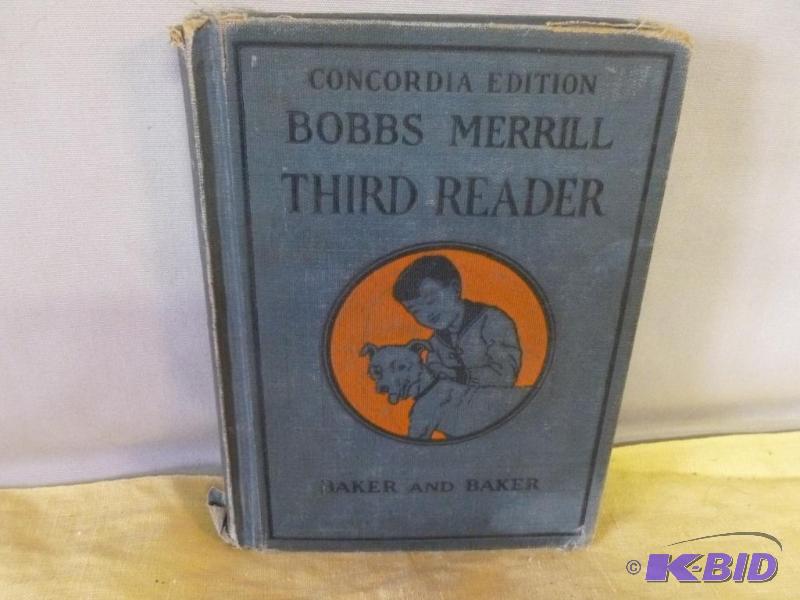 CONCORDIA EDITION
BOBBS MERRILL
THIRD READER
BAKER AND BAKER
© K-BID